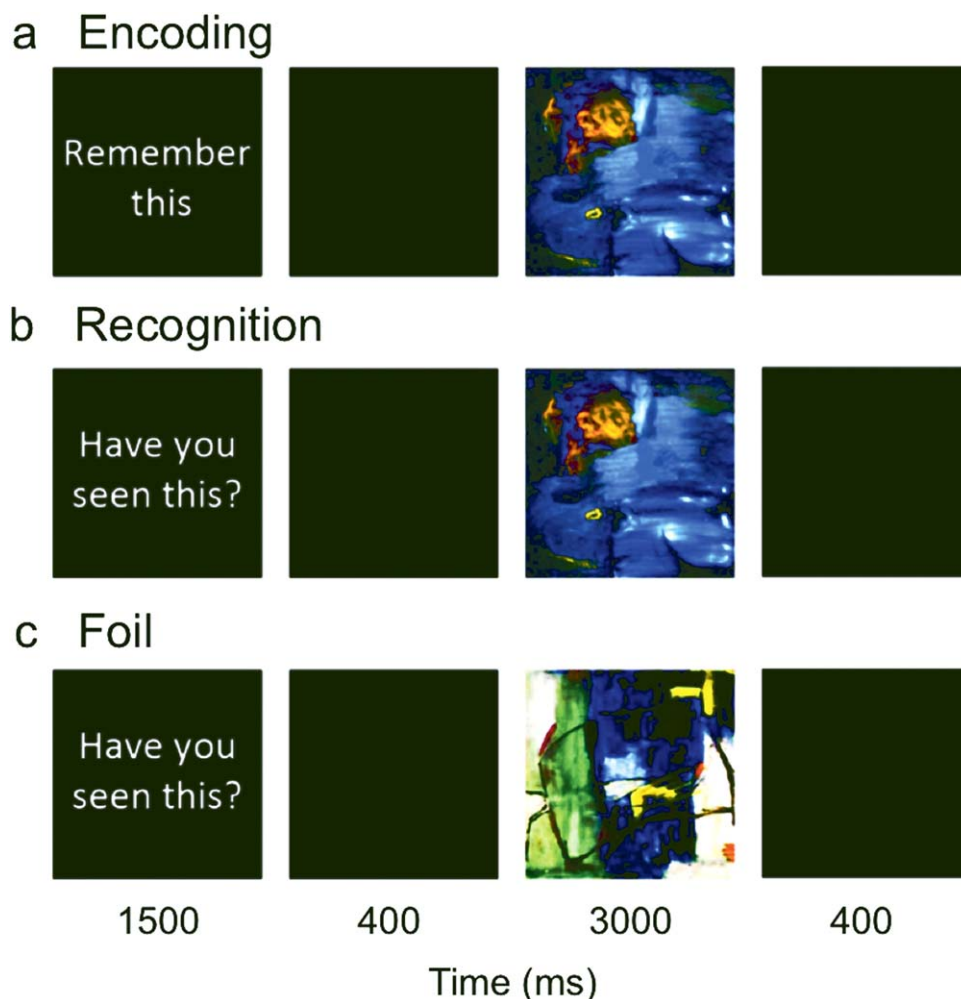 a Encoding
Remember
this
b Recognition
Have you
seen this?
c Foil
Have you
seen this?
1500 400 3000 400
Time (ms)